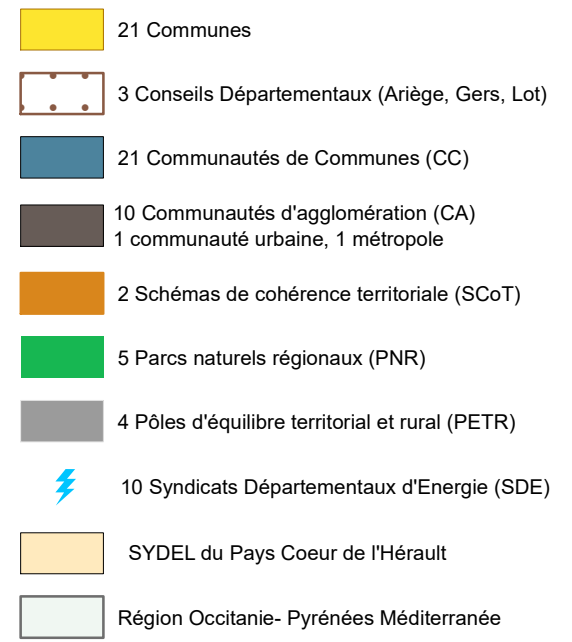 21 Communes
3 Conseils Départementaux (Ariège, Gers, Lot)
21 Communautés de Communes (CC)
10 Communautés d'agglomération (CA)
1 communauté urbaine, 1 métropole
2 Schémas de cohérence territoriale (SCoT)
5 Parcs naturels régionaux (PNR)
4 Pôles d'équilibre territorial et rural (PETR)
10 Syndicats Départementaux d'Energie (SDE)
SYDEL du Pays Coeur de l'Hérault
Région Occitanie- Pyrénées Méditerranée